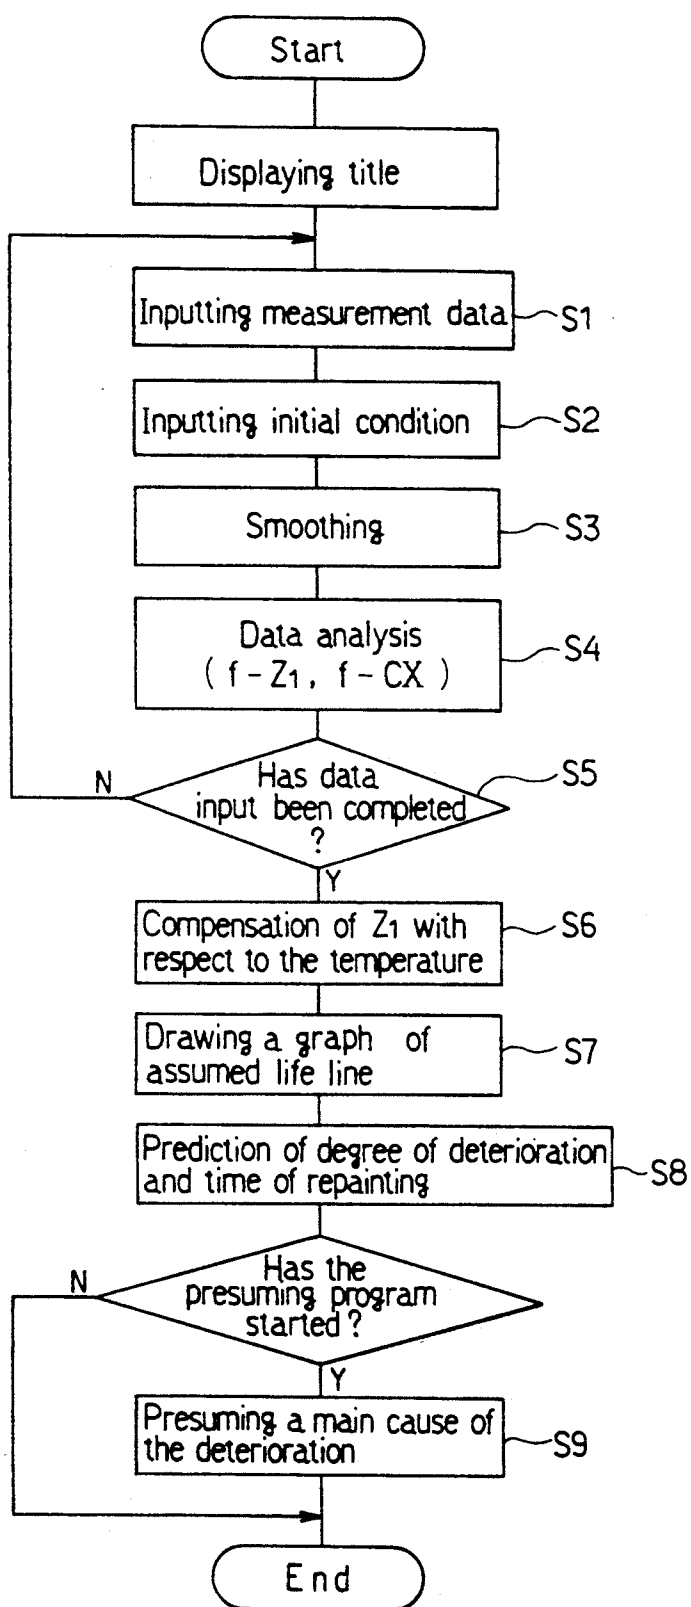 Start
Displaying title
Inputting measurement data
S1
Inputting initial condition
S2
Smoothing
S3
Data analysis
( f - Z1, f - CX )
S4
N
Has data
input been completed
?
S5
Y
Compensation of Z1 with
respect to the temperature
S6
Drawing a graph of
assumed life line
S7
Prediction of degree of deterioration
and time of repainting
S8
N
Has the
presuming program
started?
Y
Presuming a main cause of
the deterioration
S9
End